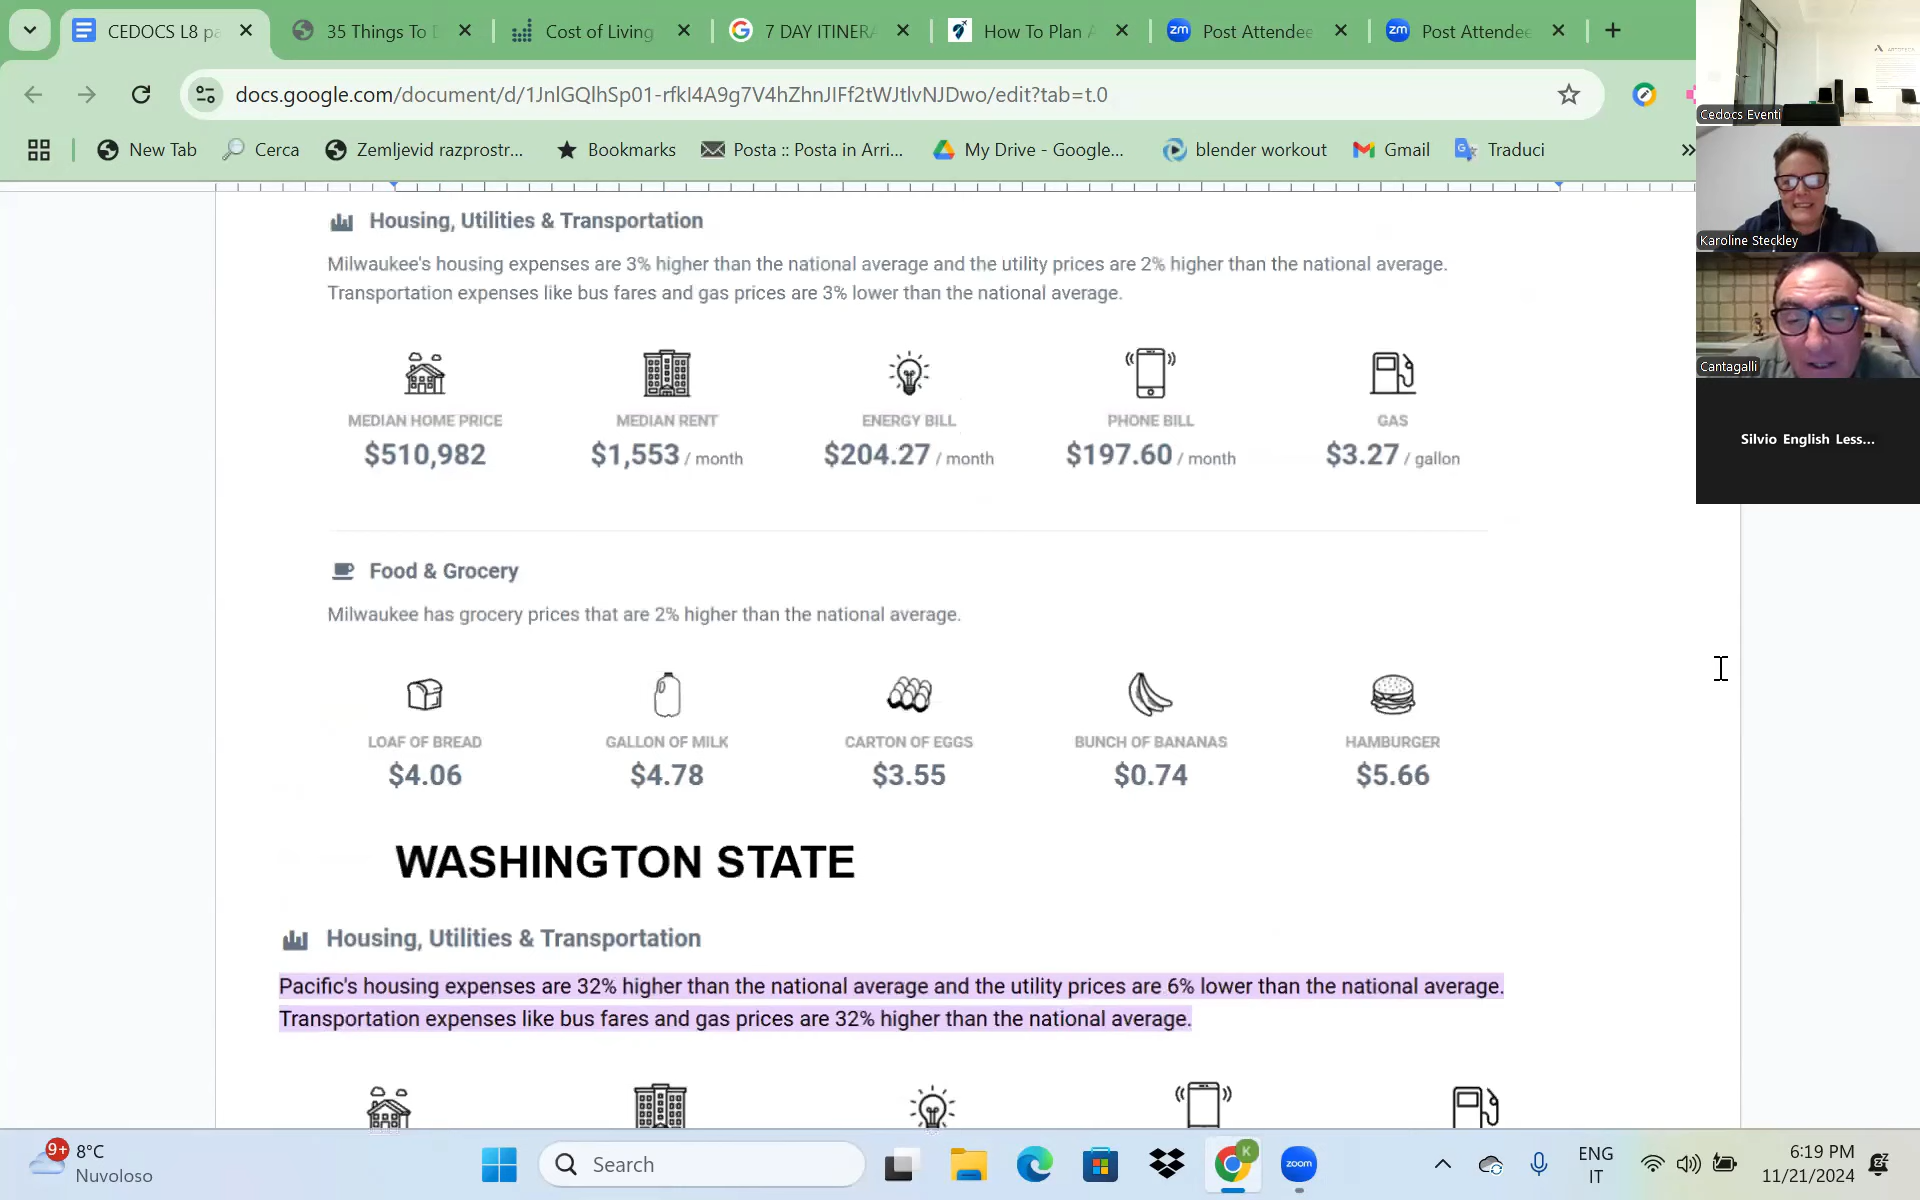 CEDOCS L8 pa
35 Things To D
Cost of Living
7 DAY ITINERA
How To Plan A
zm Post Attendee
zm Post Attendee
docs.google.com/document/d/1JnlGQlhSp01-rfkI4A9g7V4hZhnJIFf2tWJtlvNJDwo/edit?tab=t.0
New Tab
Cerca
Zemljevid razprostr...
Bookmarks
Posta :: Posta in Arri...
My Drive - Google...
blender workout
Gmail
Traduci
»
Cedocs Eventi
Karoline Steckley
Cantagalli
Silvio English Less...
Housing, Utilities & Transportation
Milwaukee's housing expenses are 3% higher than the national average and the utility prices are 2% higher than the national average.
Transportation expenses like bus fares and gas prices are 3% lower than the national average.
MEDIAN HOME PRICE
$510,982
MEDIAN RENT
$1,553 / month
ENERGY BILL
$204.27 / month
PHONE BILL
$197.60 / month
GAS
$3.27 / gallon
Food & Grocery
Milwaukee has grocery prices that are 2% higher than the national average.
LOAF OF BREAD
$4.06
GALLON OF MILK
$4.78
CARTON OF EGGS
$3.55
BUNCH OF BANANAS
$0.74
HAMBURGER
$5.66
WASHINGTON STATE
Housing, Utilities & Transportation
Pacific's housing expenses are 32% higher than the national average and the utility prices are 6% lower than the national average.
Transportation expenses like bus fares and gas prices are 32% higher than the national average.
9+
8°C
Nuvoloso
Search
K
zoom
ENG
IT
6:19 PM
11/21/2024